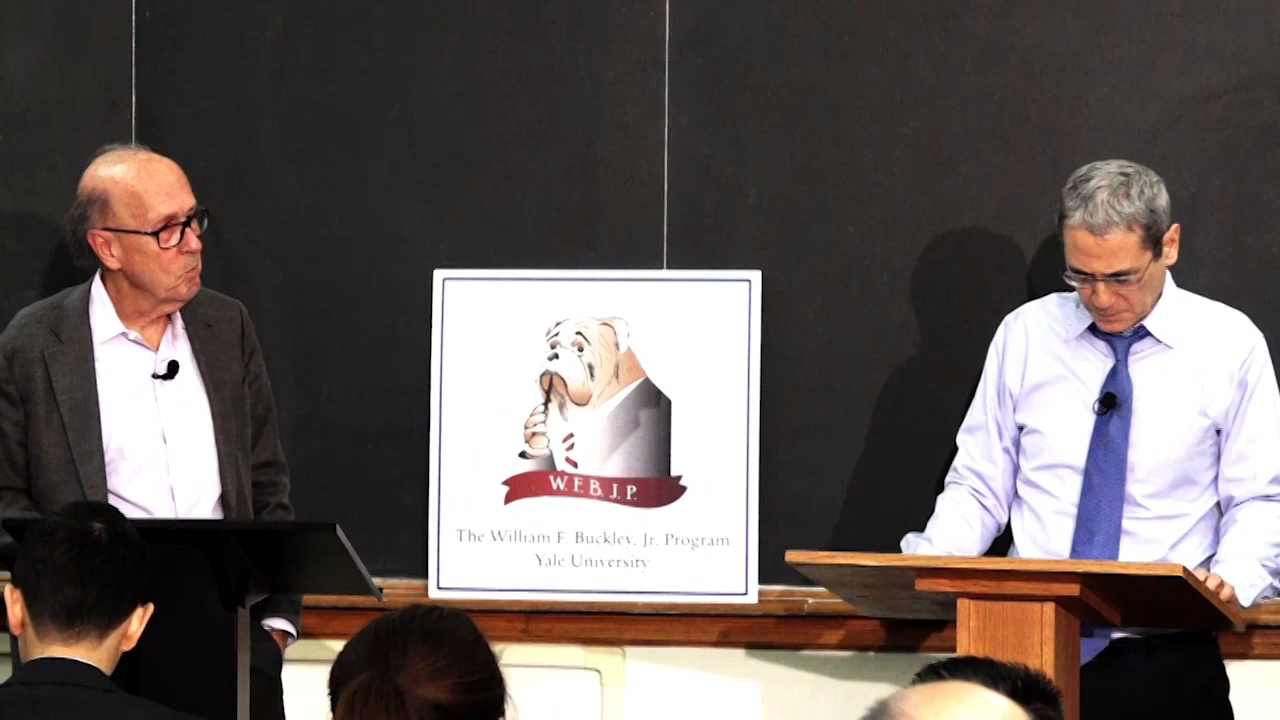 W. F. B. J. P.
The William F. Buckley, Jr. Program
Yale University